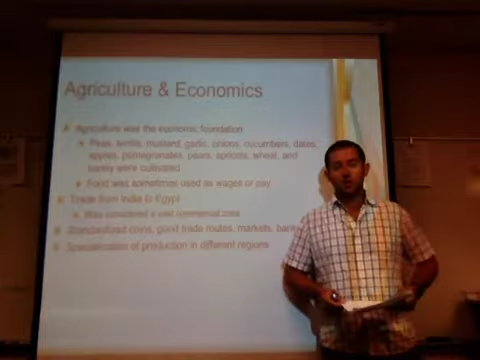 Agriculture & Economics
Agriculture was the economic foundation
Peas, lentils, mustard, garlic, onions, cucumbers, dates,
apples, pomegranates, pears, apricots, wheat, and
barley were cultivated
Food was sometimes used as wages or pay
Trade from India to Egypt
Was considered a vast commercial zone
Standardized coins, good trade routes, markets,
Specialization of production in different regions